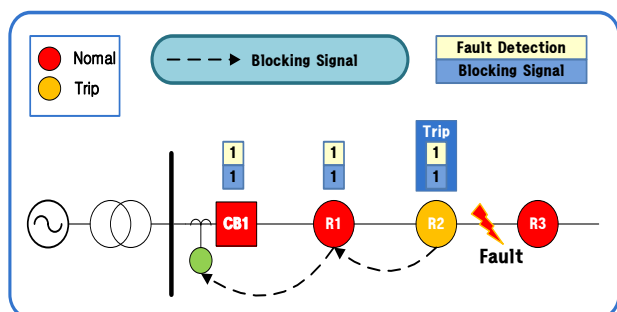 Nomal
Trip
Blocking Signal
Fault Detection
Blocking Signal
Trip
1
1
1
1
1
1
CB1
R1
R2
R3
Fault